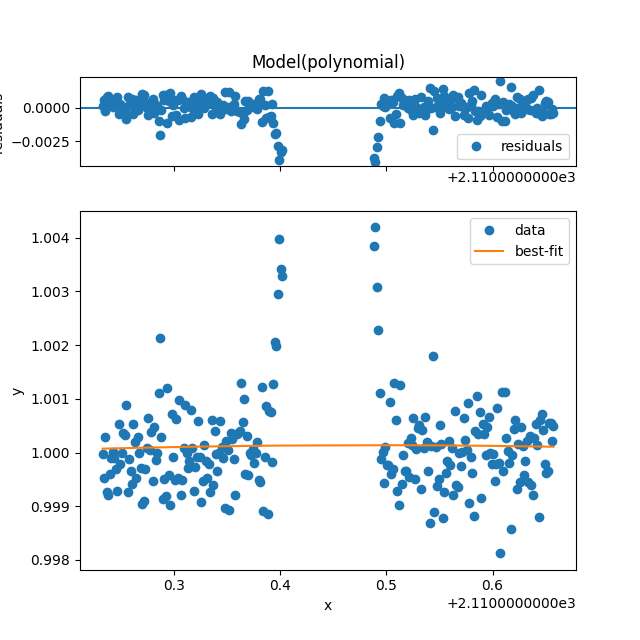 Model(polynomial)
0.0000
−0.0025
residuals
residuals
+2.1100000000e3
1.004
1.003
1.002
1.001
1.000
0.999
0.998
y
data
best-fit
0.3
0.4
0.5
0.6
x
+2.1100000000e3